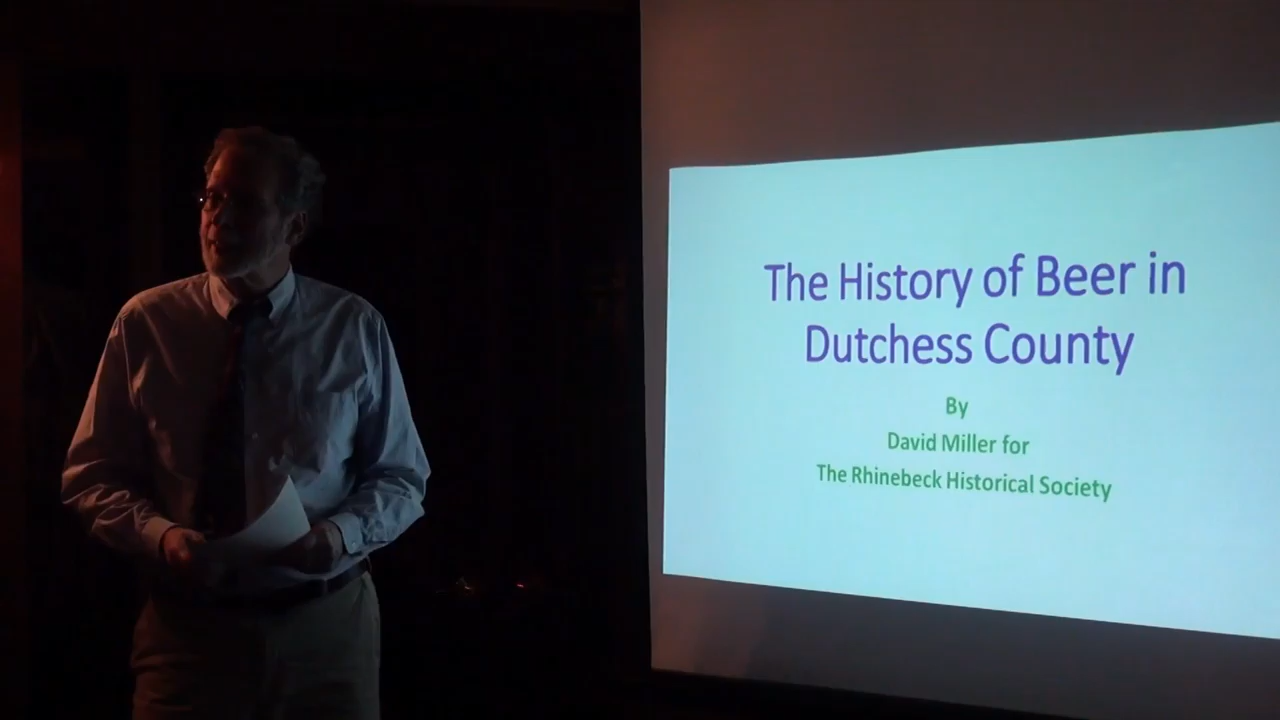 The History of Beer in
Dutchess County
By
David Miller for
The Rhinebeck Historical Society